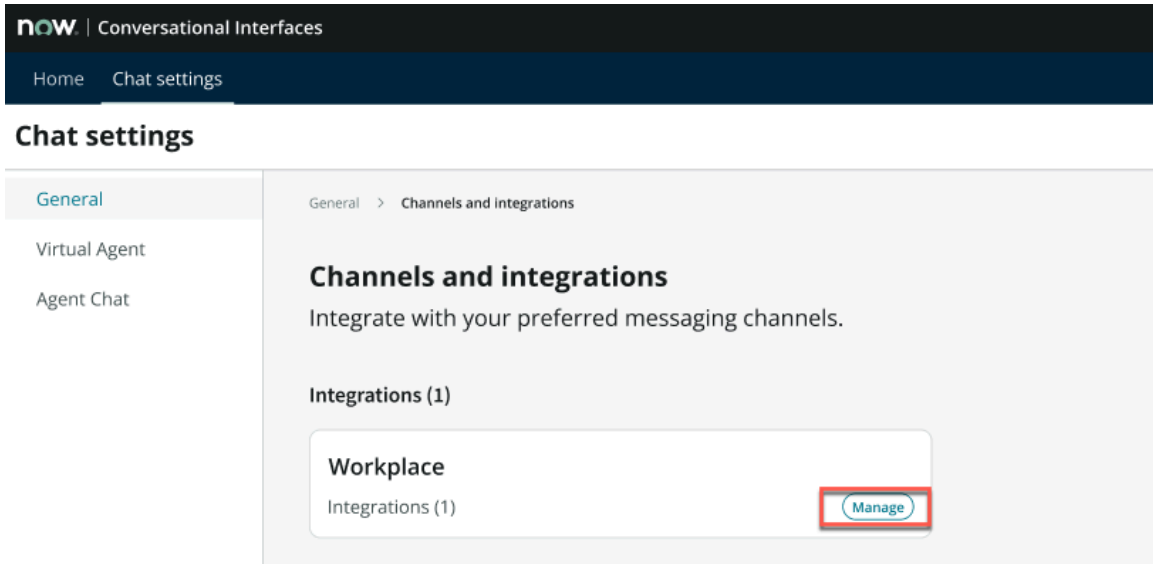 now. | Conversational Interfaces
Home Chat settings
Chat settings
General
Virtual Agent
Agent Chat
General > Channels and integrations
Channels and integrations
Integrate with your preferred messaging channels.
Integrations (1)
Workplace
Integrations (1)
Manage